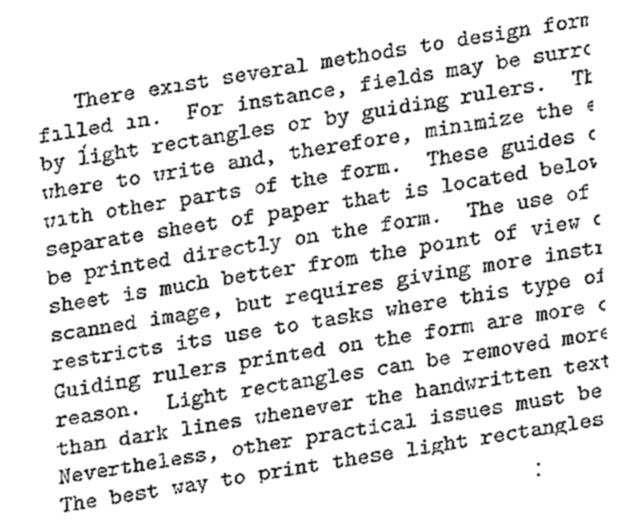 There exist several methods to design
filled in. For instance, fields may be
by light rectangles or by guiding rulers.
where to write and, therefore, minimize the
with other parts of the form. These guides
separate sheet of paper that is located
be printed directly on the form. The use of
sheet is much better from the point of view
scanned image, but requires giving more
restricts its use to tasks where this type of
Guiding rulers printed on the form are more
reason. Light rectangles can be removed more
than dark lines whenever the handwritten text
Nevertheless, other practical issues must be
The best way to print these light rectangles
: